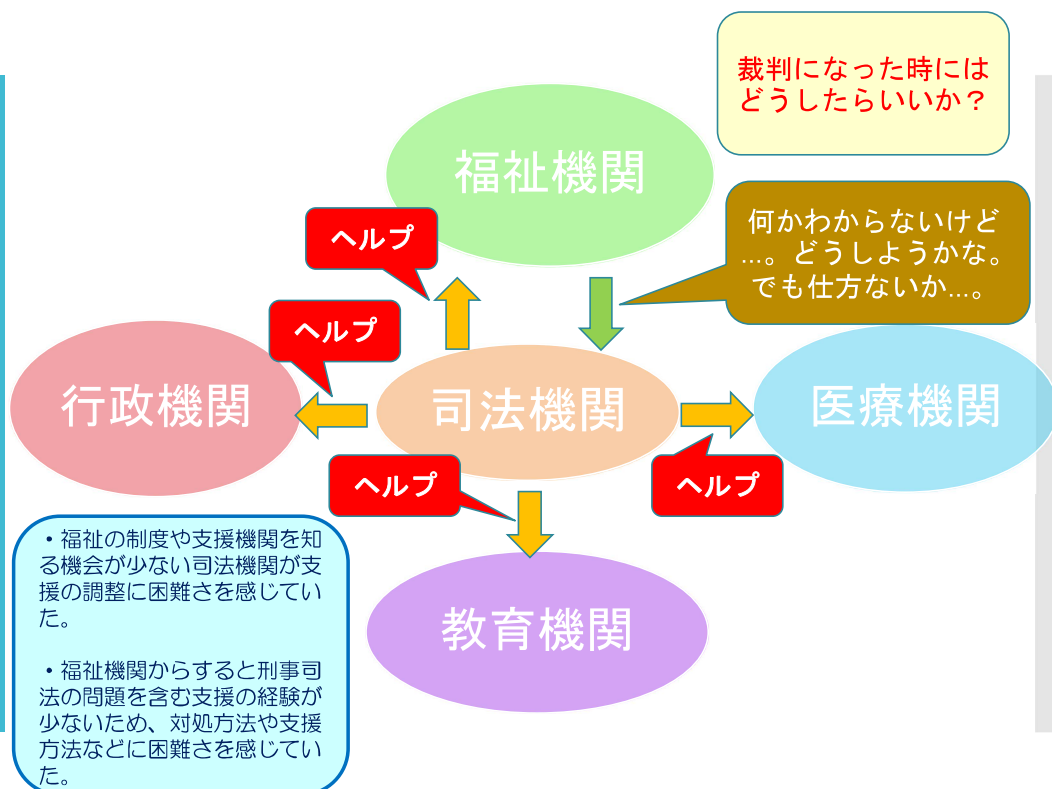 裁判になった時には
どうしたらいいか？
福祉機関
何かわからないけど
…。どうしようかな。
でも仕方ないか…。
ヘルプ
ヘルプ
行政機関
司法機関
医療機関
ヘルプ
ヘルプ
・福祉の制度や支援機関を知
る機会が少ない司法機関が支
援の調整に困難さを感じてい
た。
・福祉機関からすると刑事司
法の問題を含む支援の経験が
少ないため、対処方法や支援
方法などに困難さを感じてい
た。
教育機関